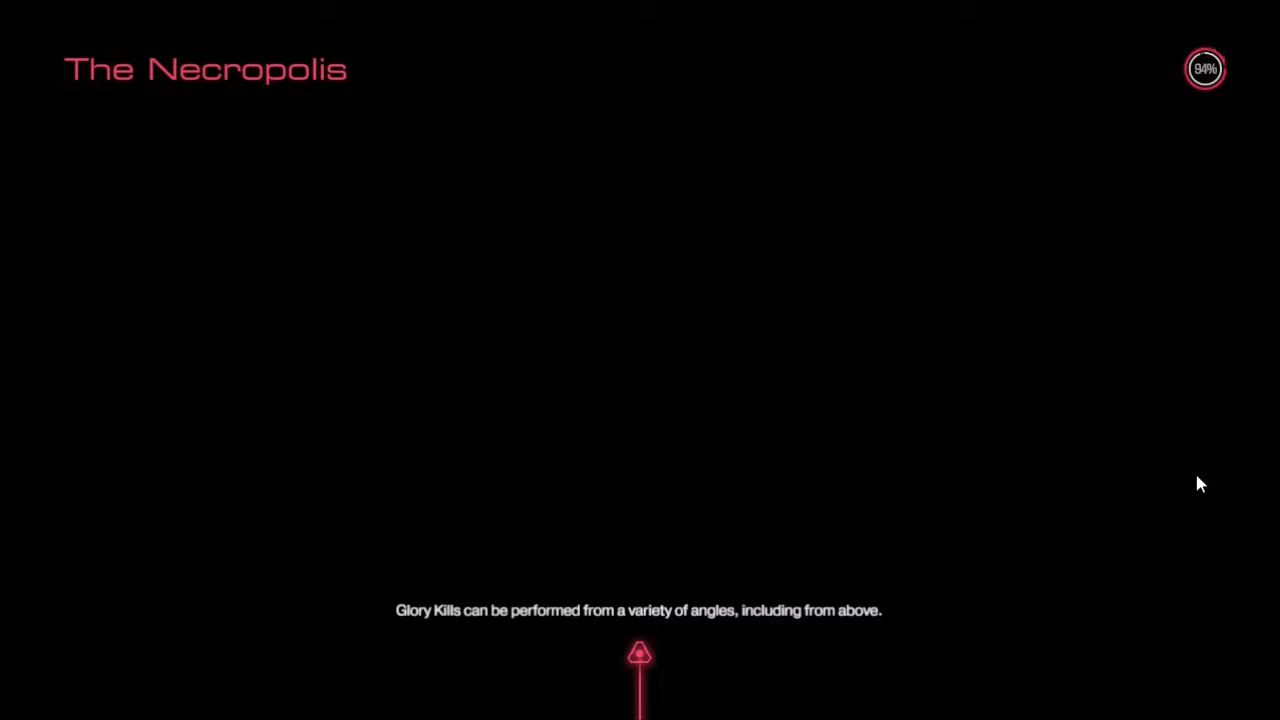 The Necropolis
94%
Glory Kills can be performed from a variety of angles, including from above.